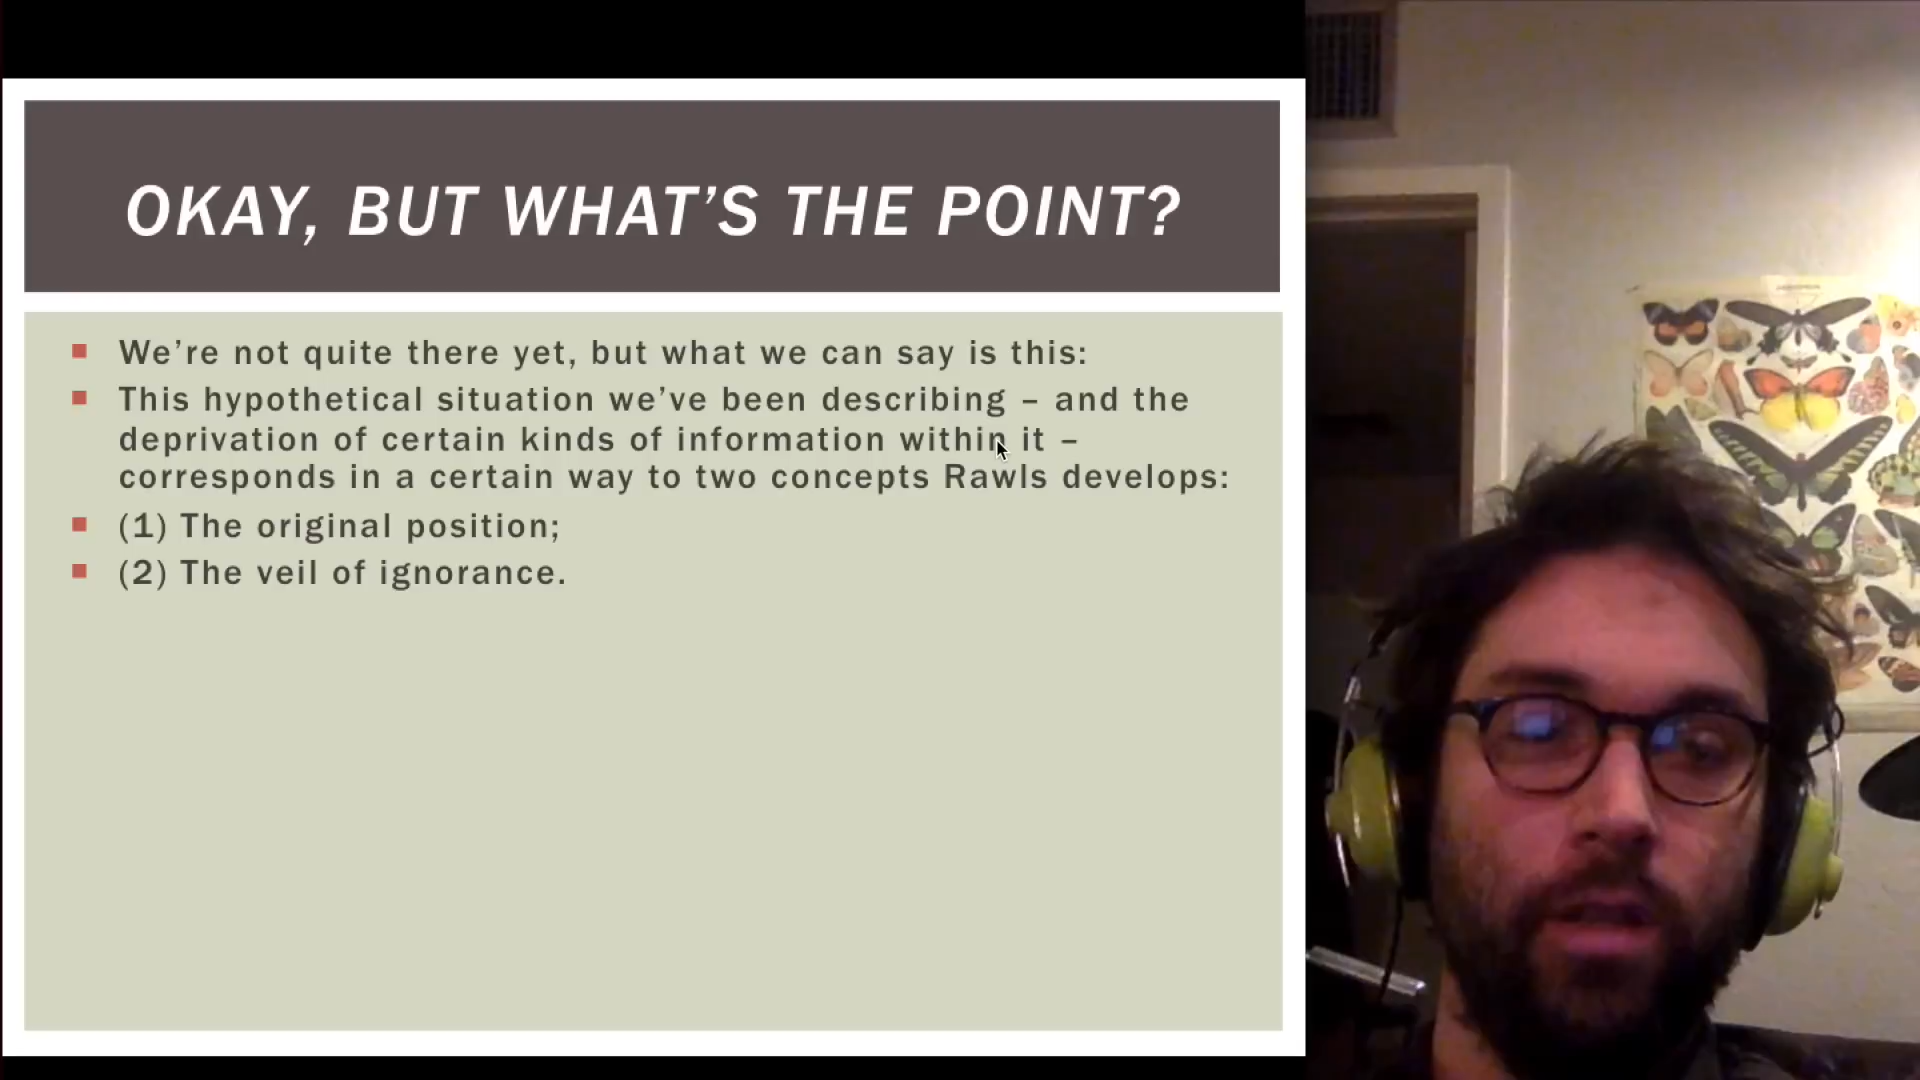 OKAY, BUT WHAT'S THE POINT?
We're not quite there yet, but what we can say is this:
This hypothetical situation we've been describing – and the
deprivation of certain kinds of information within it –
corresponds in a certain way to two concepts Rawls develops:
(1) The original position;
(2) The veil of ignorance.